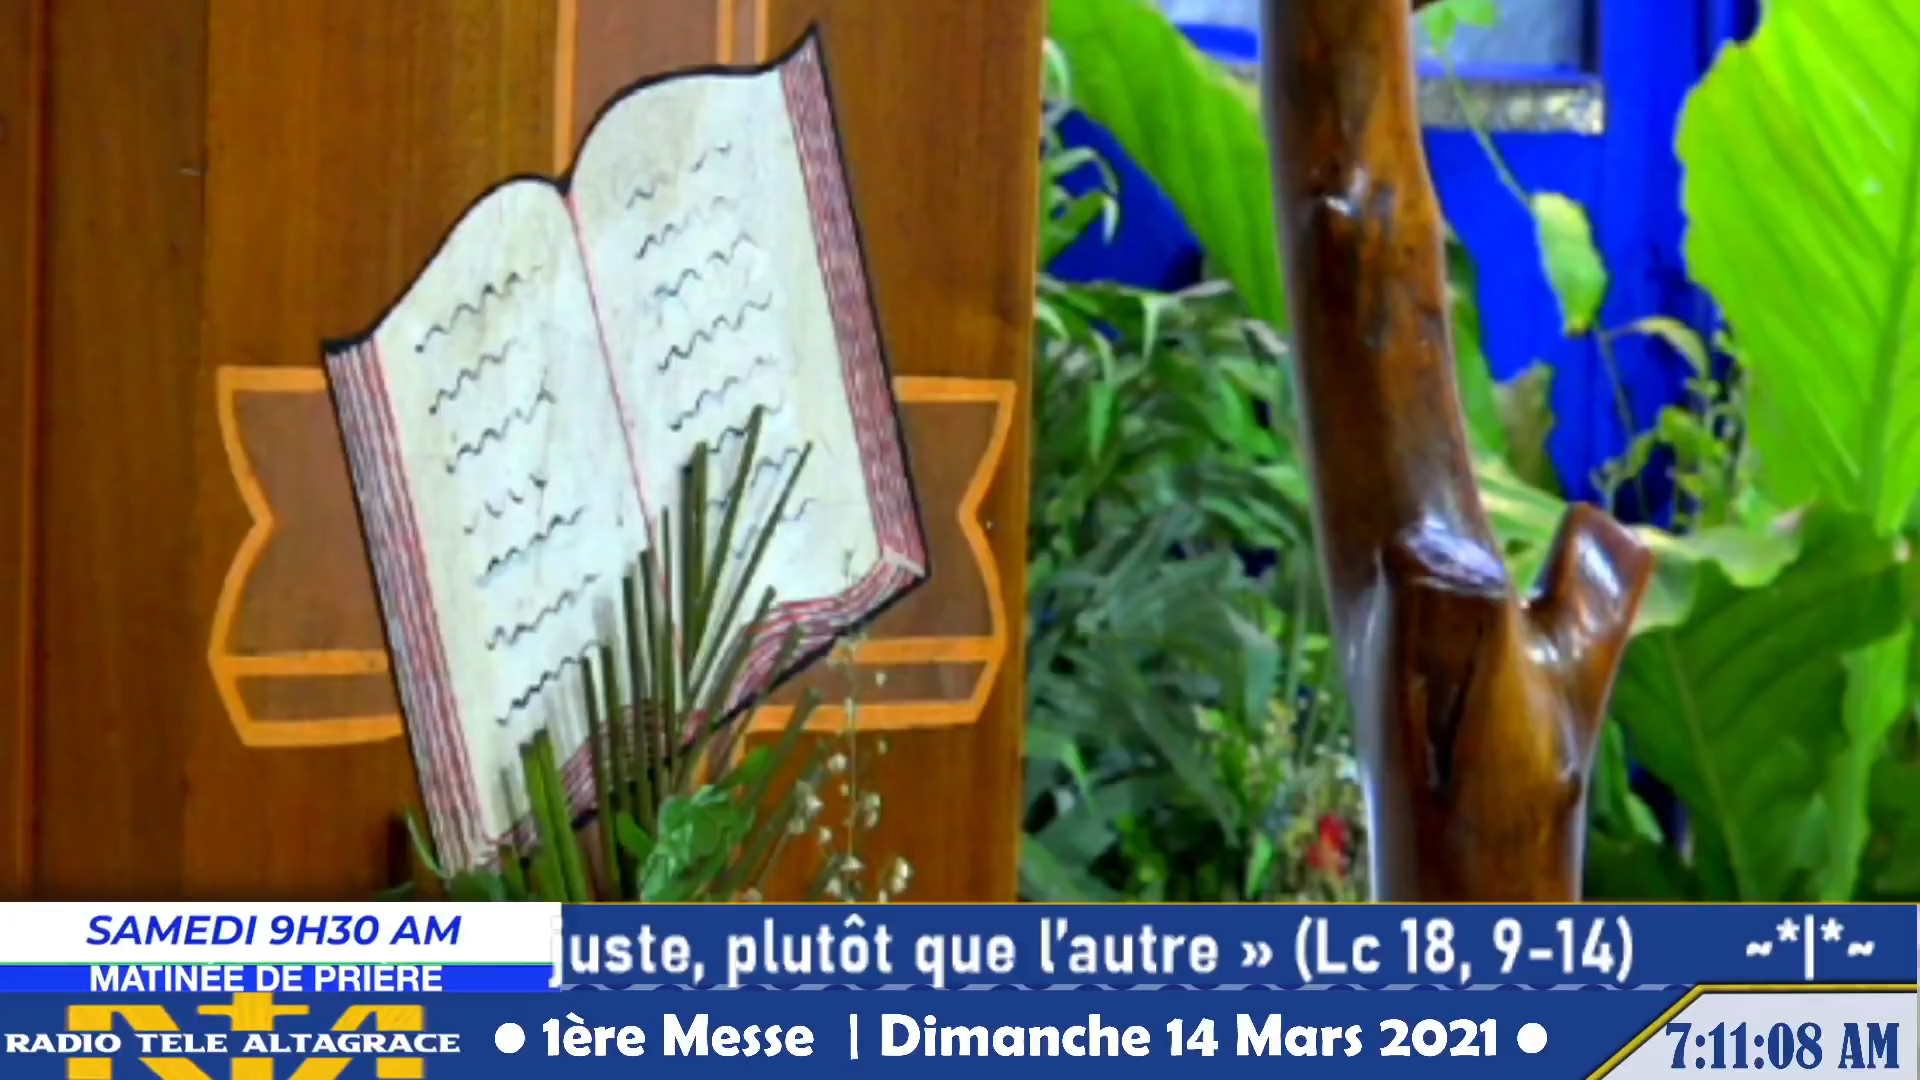 SAMEDI 9H30 AM
MATINÉE DE PRIÈRE
juste, plutôt que l’autre » (Lc 18, 9-14) ~*|*~
RADIO TELE ALTAGRACE
● 1ère Messe | Dimanche 14 Mars 2021 ●
7:11:08 AM